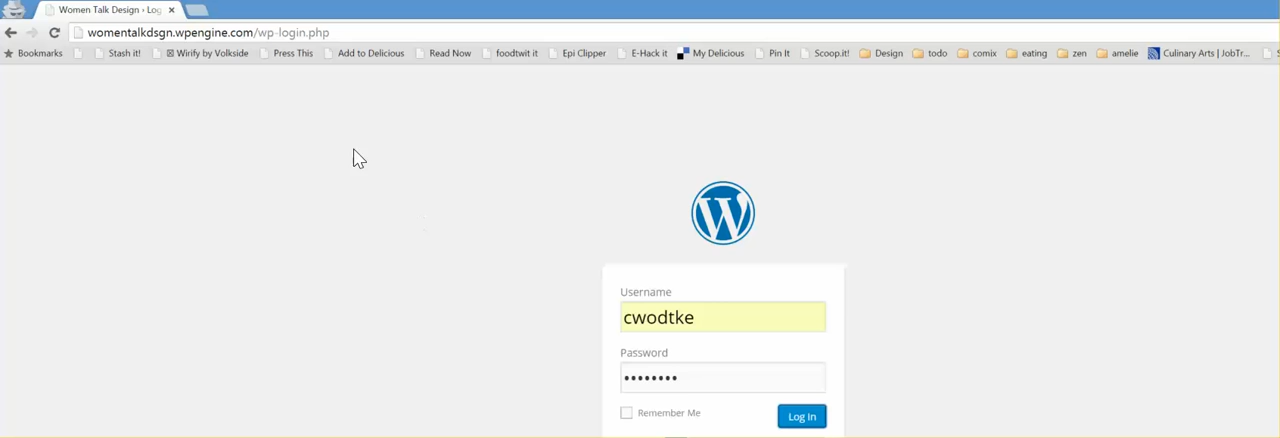 Women Talk Design › Log
womentalkdsgn.wpengine.com/wp-login.php
Bookmarks Stash it! Wirify by Volkside Press This Add to Delicious Read Now foodtwit it Epi Clipper E-Hack it My Delicious Pin It Scoop.it! Design todo comix eating zen amelie Culinary Arts | JobTr...
W
Username
cwodtke
Password
Remember Me Log In